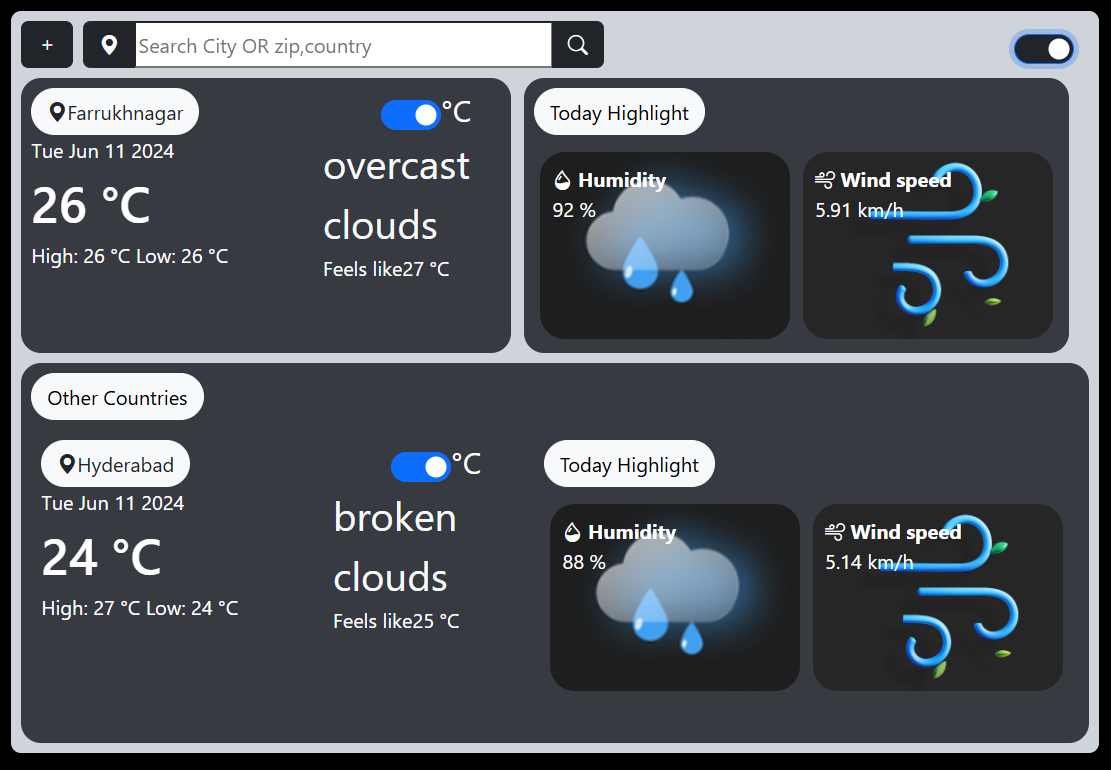 +
Search City OR zip,country
Farrukhnagar
°C
Tue Jun 11 2024
overcast
clouds
26 °C
High: 26 °C Low: 26 °C
Feels like27 °C
Today Highlight
Humidity
92 %
Wind speed
5.91 km/h
Other Countries
Hyderabad
°C
Tue Jun 11 2024
broken
clouds
24 °C
High: 27 °C Low: 24 °C
Feels like25 °C
Today Highlight
Humidity
88 %
Wind speed
5.14 km/h